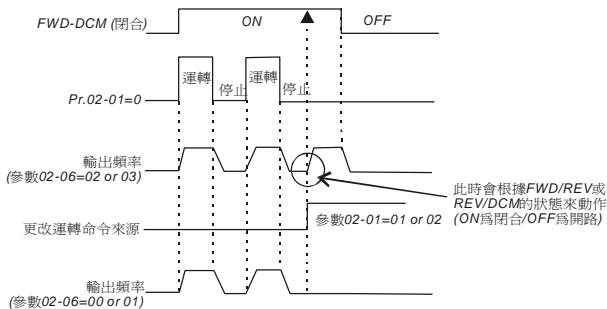 FWD-DCM (閉合)
ON
OFF
運轉
停止
運轉
停止
Pr.02-01=0
輸出頻率
(參數02-06=02 or 03)
此時會根據FWD/REV或
REV/DCM的狀態來動作
(ON爲閉合/OFF爲開路)
參數02-01=01 or 02
更改運轉命令來源
輸出頻率
(參數02-06=00 or 01)